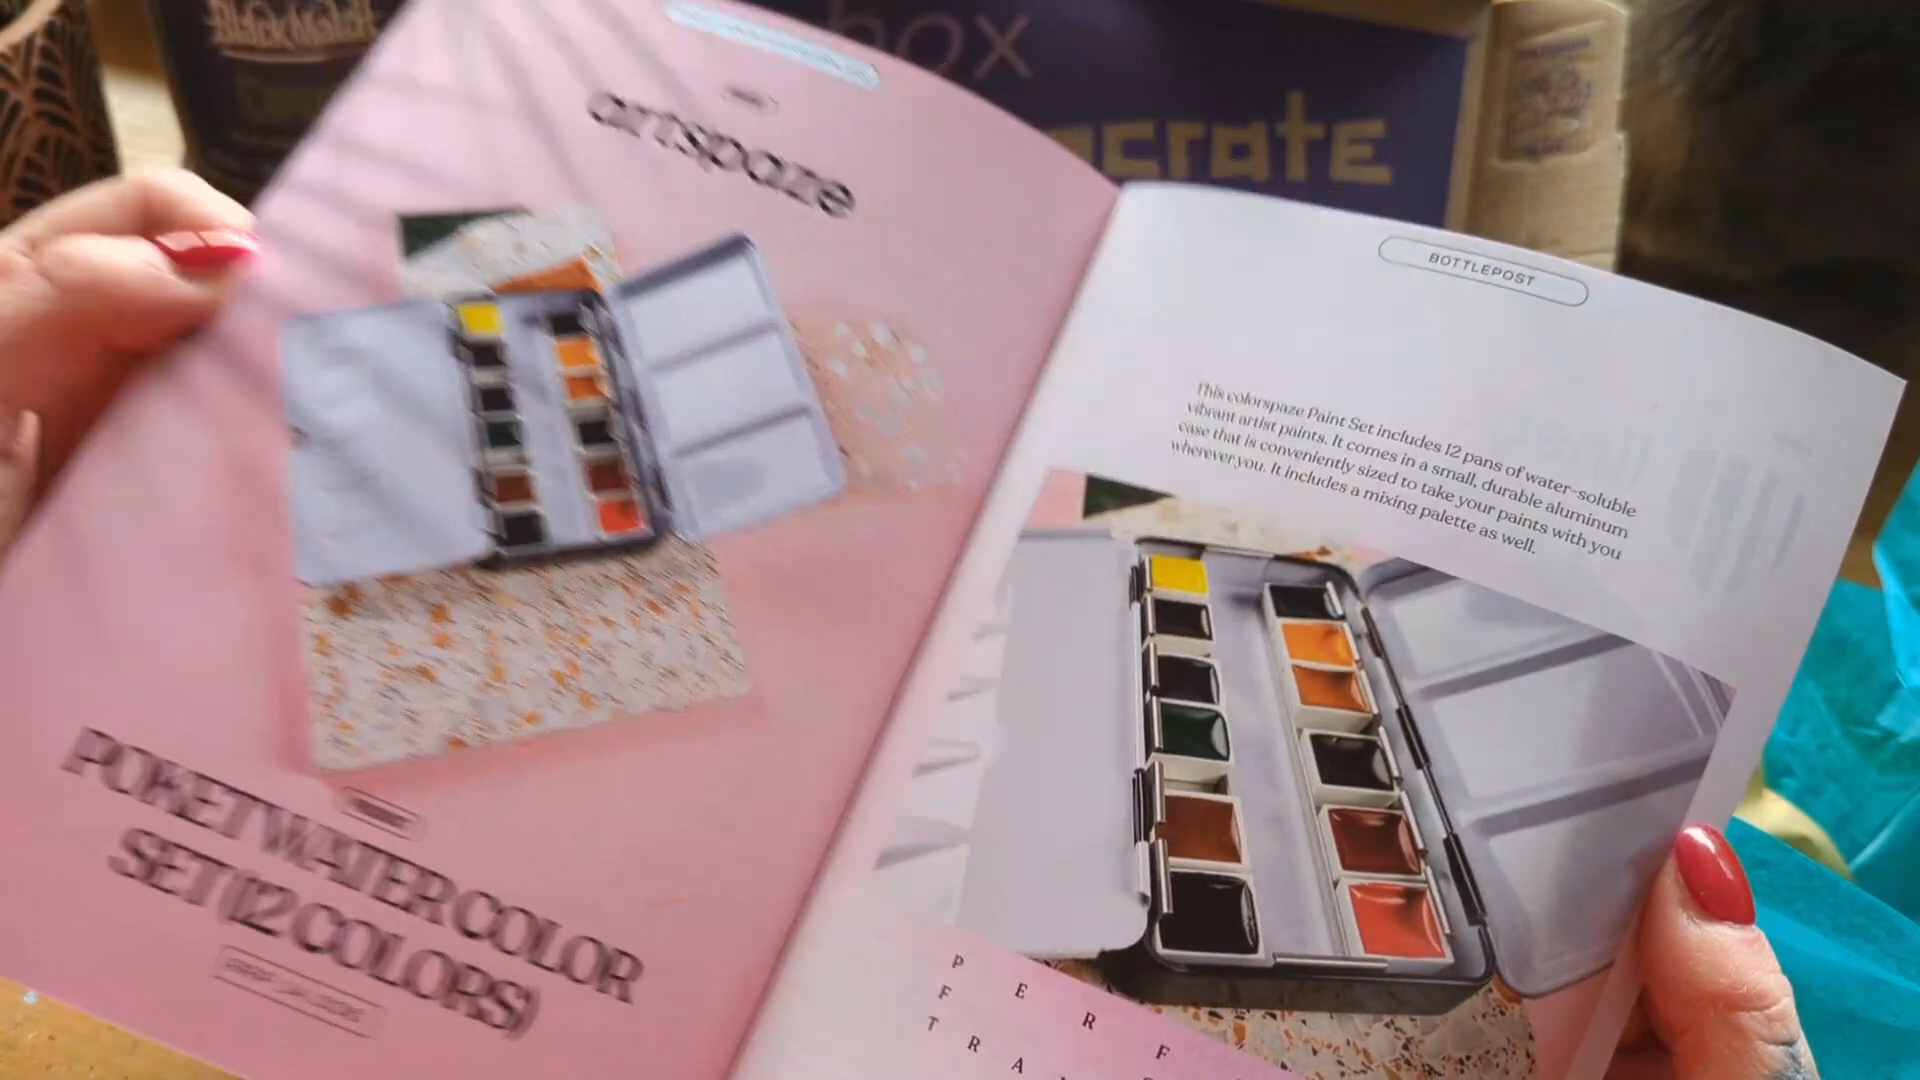 box
acrate
artspaze
POKET WATER COLOR
SET (12 COLORS)
BOTTLEPOST
This colorspaze Paint Set includes 12 pans of water-soluble
vibrant artist paints. It comes in a small, durable aluminum
case that is conveniently sized to take your paints with you
wherever you. It includes a mixing palette as well.
P E R F
F
T R A